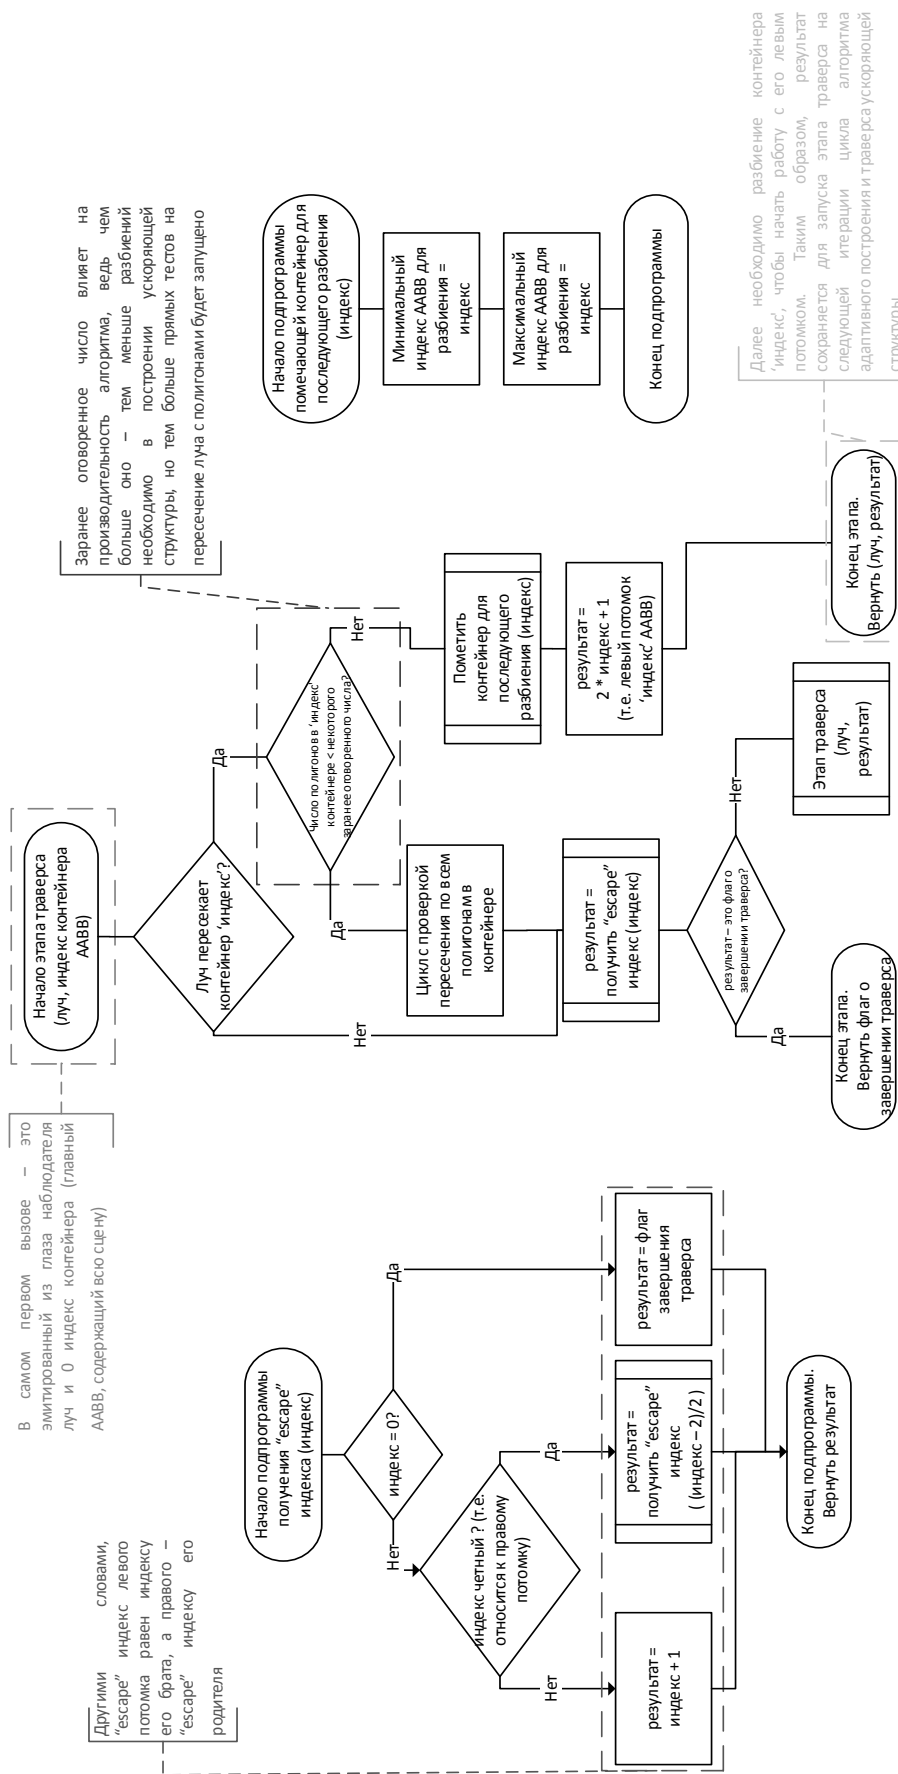 Другими словами,
“escape” индекс левого
потомка равен индексу
его брата, а правого –
“escape” индексу его
родителя
Начало подпрограммы
получения “escape”
индекса (индекс)
индекс = 0?
Да
Нет
индекс четный ? (т.е.
относится к правому
потомку)
Да
Нет
результат =
индекс + 1
результат =
получить “escape”
индекс
( (индекс – 2)/2 )
результат = флаг
завершения
траверса
Конец подпрограммы.
Вернуть результат
В самом первом вызове – это
эмитированный из глаза наблюдателя
луч и 0 индекс контейнера (главный
AABB, содержащий всю сцену)
Начало этапа траверса
(луч, индекс контейнера
AABB)
Луч пересекает
контейнер ‘индекс’?
Да
Нет
Число полигонов в ‘индекс’
контейнере < некоторого
заранее оговоренного числа?
Да
Нет
Цикл с проверкой
пересечения по всем
полигонам в
контейнере
результат =
получить “escape”
индекс (индекс)
результат – это флаг о
завершении траверса?
Да
Нет
Конец этапа.
Вернуть флаг о
завершении траверса
Этап траверса
(луч,
результат)
Пометить
контейнер для
последующего
разбиения (индекс)
результат =
2 * индекс + 1
(т.е. левый потомок
‘индекс’ AABB)
Конец этапа.
Вернуть (луч, результат)
Заранее оговоренное число влияет на
производительность алгоритма, ведь чем
больше оно – тем меньше разбиений
необходимо в построении ускоряющей
структуры, но тем больше прямых тестов на
пересечение луча с полигонами будет запущено
Начало подпрограммы
помечающей контейнер для
последующего разбиения
(индекс)
Минимальный
индекс AABB для
разбиения =
индекс
Максимальный
индекс AABB для
разбиения =
индекс
Конец подпрограммы
Далее необходимо разбиение контейнера
‘индекс’, чтобы начать работу с его левым
потомком. Таким образом, результат
сохраняется для запуска этапа траверса на
следующей итерации цикла алгоритма
адаптивного построения и траверса ускоряющей
структуры